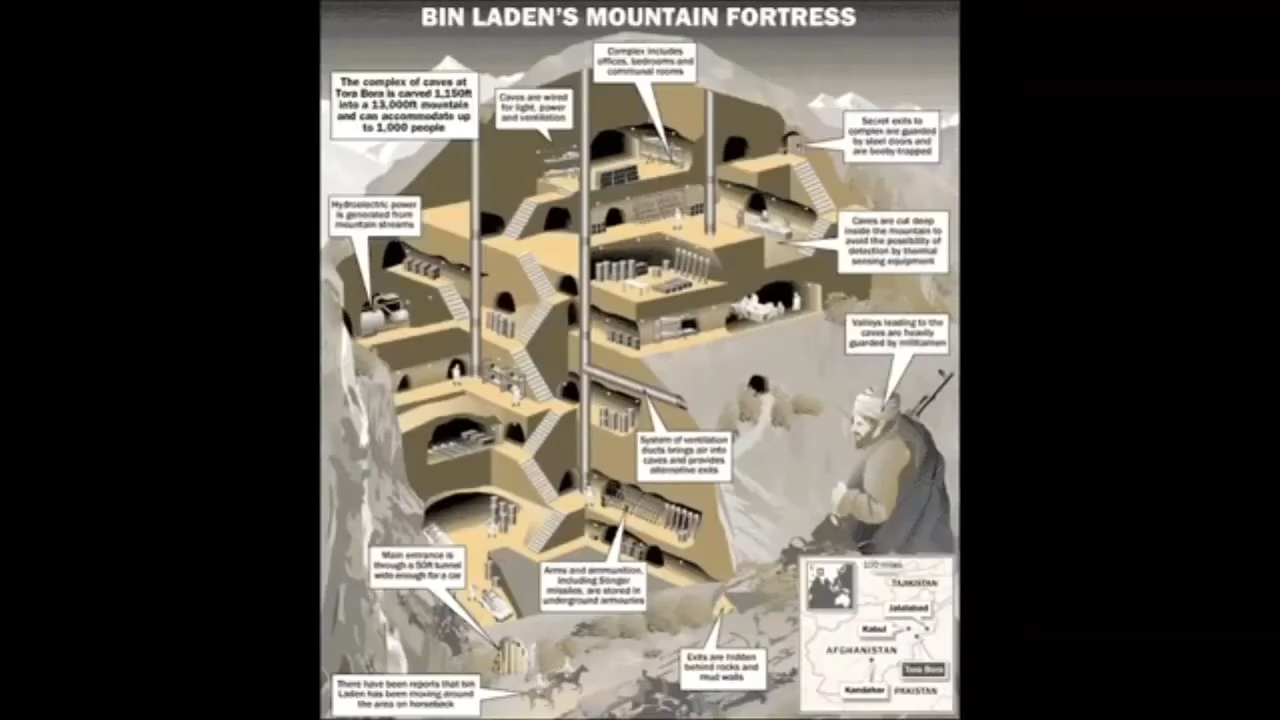 BIN LADEN'S MOUNTAIN FORTRESS
Complex includes
offices, bedrooms and
communal rooms
The complex of caves at
Tora Bora is carved 1,150ft
into a 13,000ft mountain
and can accommodate up
to 1,000 people
Caves are wired
for light, power
and ventilation
Secret exits to
complex are guarded
by steel doors and
are booby-trapped
Hydroelectric power
is generated from
mountain streams
Caves are cut deep
inside the mountain to
avoid the possibility of
detection by thermal
sensing equipment
Valleys leading to the
caves are heavily
guarded by militiamen
System of ventilation
ducts brings air into
caves and provides
alternative exits
Main entrance is
through a 50ft tunnel
wide enough for a car
Arms and ammunition,
including Stinger
missiles, are stored in
underground armouries
Exits are hidden
behind rocks and
mud walls
There have been reports that bin
Laden has been moving around
the area on horseback
100 miles
TAJIKISTAN
Jalalabad
Kabul
AFGHANISTAN
Tora Bora
Kandahar
PAKISTAN